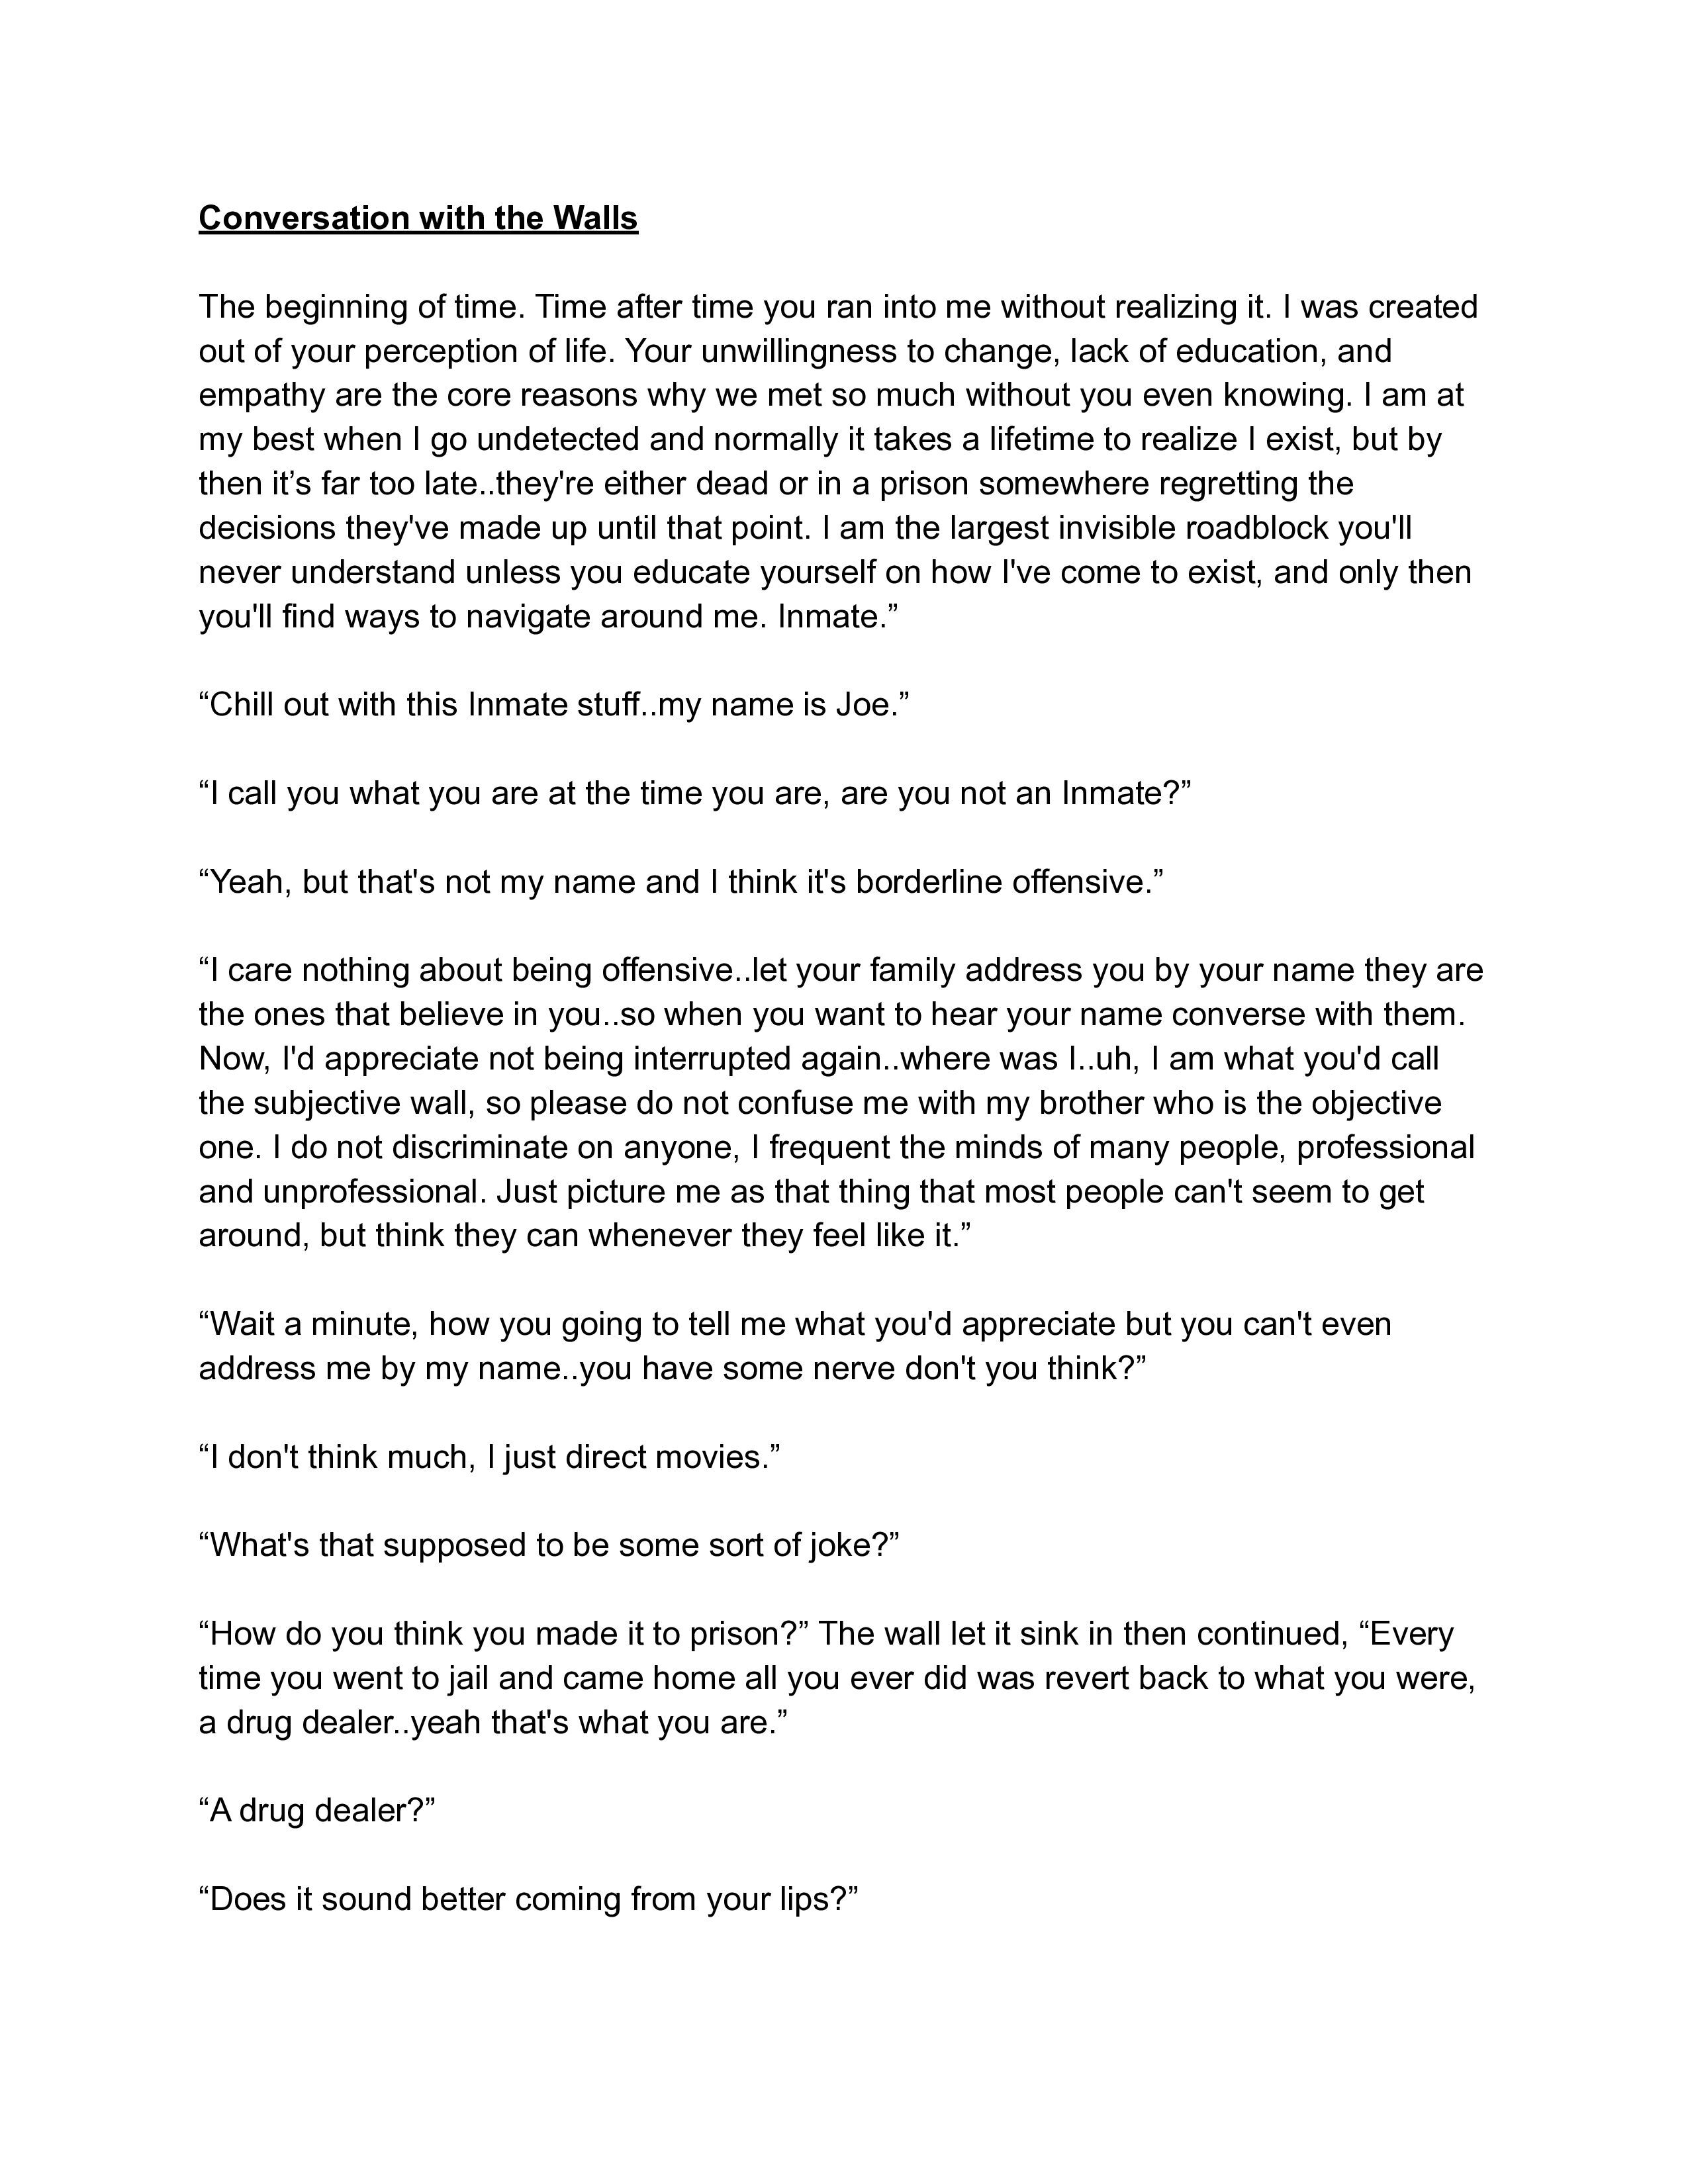 Conversation with the Walls
The beginning of time. Time after time you ran into me without realizing it. I was created
out of your perception of life. Your unwillingness to change, lack of education, and
empathy are the core reasons why we met so much without you even knowing. I am at
my best when I go undetected and normally it takes a lifetime to realize I exist, but by
then it’s far too late..they're either dead or in a prison somewhere regretting the
decisions they've made up until that point. I am the largest invisible roadblock you'll
never understand unless you educate yourself on how I've come to exist, and only then
you'll find ways to navigate around me. Inmate.”
“Chill out with this Inmate stuff..my name is Joe.”
“I call you what you are at the time you are, are you not an Inmate?”
“Yeah, but that's not my name and I think it's borderline offensive.”
“I care nothing about being offensive..let your family address you by your name they are
the ones that believe in you..so when you want to hear your name converse with them.
Now, I'd appreciate not being interrupted again..where was I..uh, I am what you'd call
the subjective wall, so please do not confuse me with my brother who is the objective
one. I do not discriminate on anyone, I frequent the minds of many people, professional
and unprofessional. Just picture me as that thing that most people can't seem to get
around, but think they can whenever they feel like it.”
“Wait a minute, how you going to tell me what you'd appreciate but you can't even
address me by my name..you have some nerve don't you think?”
“I don't think much, I just direct movies.”
“What's that supposed to be some sort of joke?”
“How do you think you made it to prison?” The wall let it sink in then continued, “Every
time you went to jail and came home all you ever did was revert back to what you were,
a drug dealer..yeah that's what you are.”
“A drug dealer?”
“Does it sound better coming from your lips?”